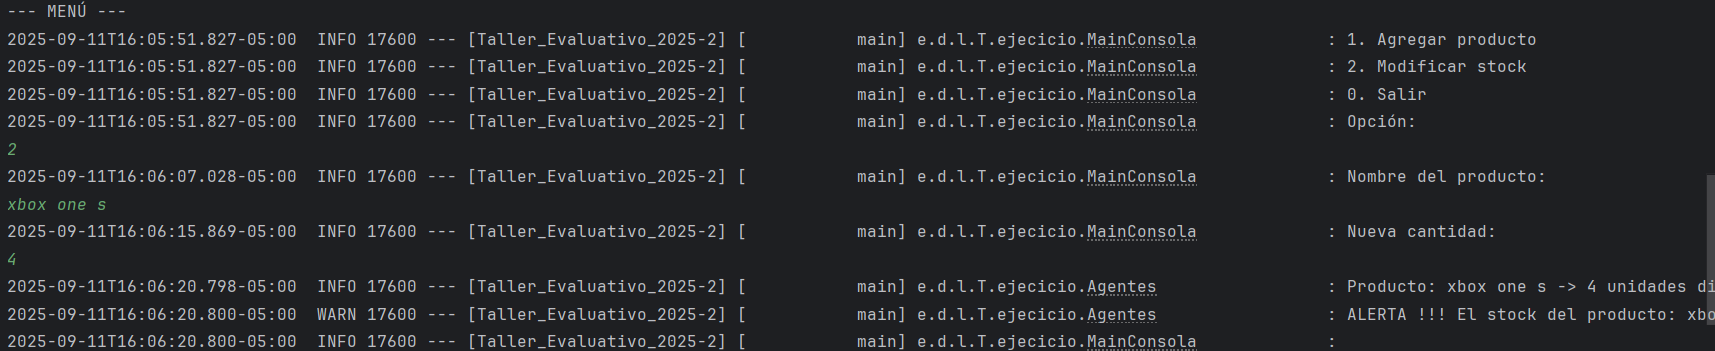 --- MENÚ ---
2025-09-11T16:05:51.827-05:00  INFO 17600 --- [Taller_Evaluativo_2025-2] [           main] e.d.l.T.ejecicio.MainConsola             : 1. Agregar producto
2025-09-11T16:05:51.827-05:00  INFO 17600 --- [Taller_Evaluativo_2025-2] [           main] e.d.l.T.ejecicio.MainConsola             : 2. Modificar stock
2025-09-11T16:05:51.827-05:00  INFO 17600 --- [Taller_Evaluativo_2025-2] [           main] e.d.l.T.ejecicio.MainConsola             : 0. Salir
2025-09-11T16:05:51.827-05:00  INFO 17600 --- [Taller_Evaluativo_2025-2] [           main] e.d.l.T.ejecicio.MainConsola             : Opción:
2
2025-09-11T16:06:07.028-05:00  INFO 17600 --- [Taller_Evaluativo_2025-2] [           main] e.d.l.T.ejecicio.MainConsola             : Nombre del producto:
xbox one s
2025-09-11T16:06:15.869-05:00  INFO 17600 --- [Taller_Evaluativo_2025-2] [           main] e.d.l.T.ejecicio.MainConsola             : Nueva cantidad:
4
2025-09-11T16:06:20.798-05:00  INFO 17600 --- [Taller_Evaluativo_2025-2] [           main] e.d.l.T.ejecicio.Agentes                 : Producto: xbox one s -> 4 unidades di
2025-09-11T16:06:20.800-05:00  WARN 17600 --- [Taller_Evaluativo_2025-2] [           main] e.d.l.T.ejecicio.Agentes                 : ALERTA !!! El stock del producto: xbo
2025-09-11T16:06:20.800-05:00  INFO 17600 --- [Taller_Evaluativo_2025-2] [           main] e.d.l.T.ejecicio.MainConsola             :